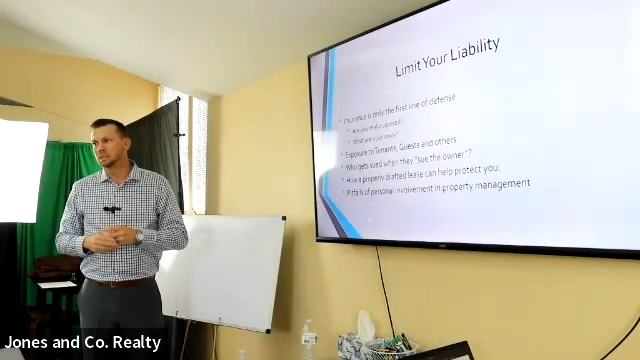 Limit Your Liability
Insurance is only the first line of defense
Are you really covered?
What are your limits?
Exposure to Tenants, Guests and others.
Who gets sued when they "sue the owner"?
How a properly drafted lease can help protect you.
Pitfalls of personal involvement in property management
Jones and Co. Realty